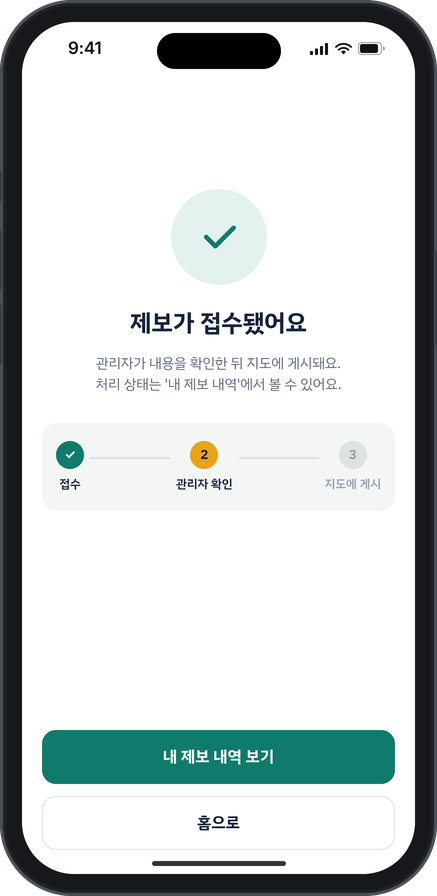 9:41
제보가 접수됐어요
관리자가 내용을 확인한 뒤 지도에 게시돼요.
처리 상태는 '내 제보 내역'에서 볼 수 있어요.
2
3
접수
관리자 확인
지도에 게시
내 제보 내역 보기
홈으로